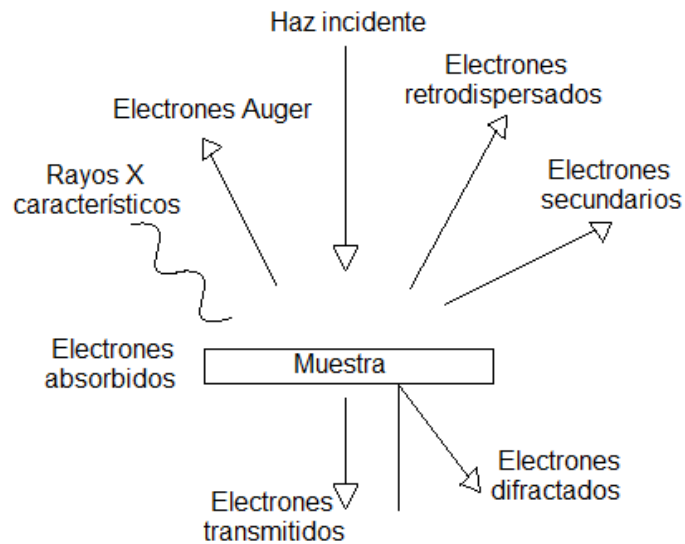 Haz incidente
Electrones
retrodispersados
Electrones Auger
Rayos X
característicos
Electrones
secundarios
Electrones
absorbidos
Muestra
Electrones
transmitidos
Electrones
difractados